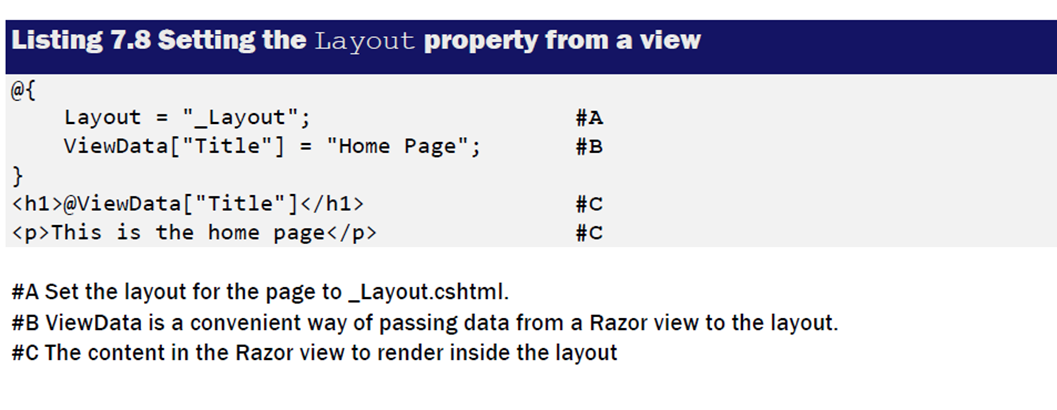 Listing 7.8 Setting the Layout property from a view
@{
    Layout = "_Layout";                    #A
    ViewData["Title"] = "Home Page";       #B
}
<h1>@ViewData["Title"]</h1>                #C
<p>This is the home page</p>               #C
#A Set the layout for the page to _Layout.cshtml.
#B ViewData is a convenient way of passing data from a Razor view to the layout.
#C The content in the Razor view to render inside the layout